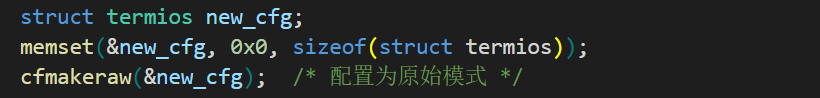 struct termios new_cfg;
memset(&new_cfg, 0x0, sizeof(struct termios));
cfmakeraw(&new_cfg);  /* 配置为原始模式 */